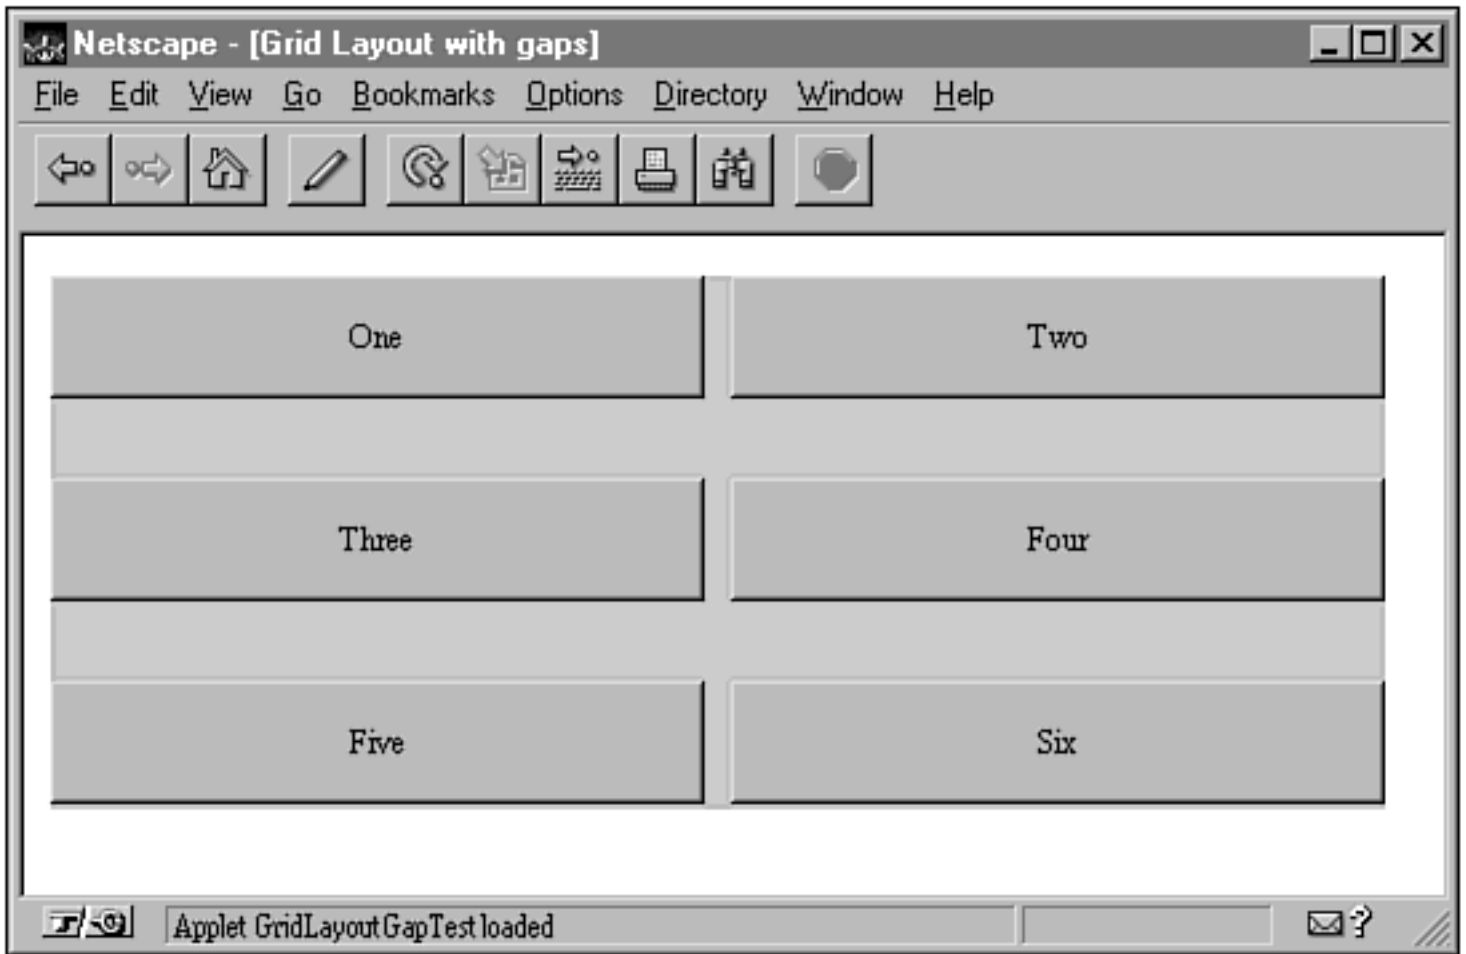 Netscape - [Grid Layout with gaps]
File Edit View Go Bookmarks Options Directory Window Help
One Two
Three Four
Five Six
Applet GridLayoutGapTest loaded